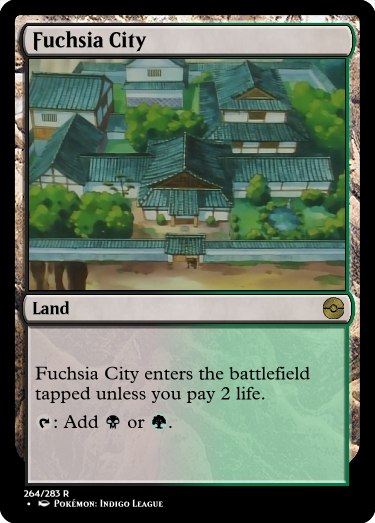 Fuchsia City
Land
Fuchsia City enters the battlefield
tapped unless you pay 2 life.
: Add or .
264/283 R
• Pokémon: Indigo League